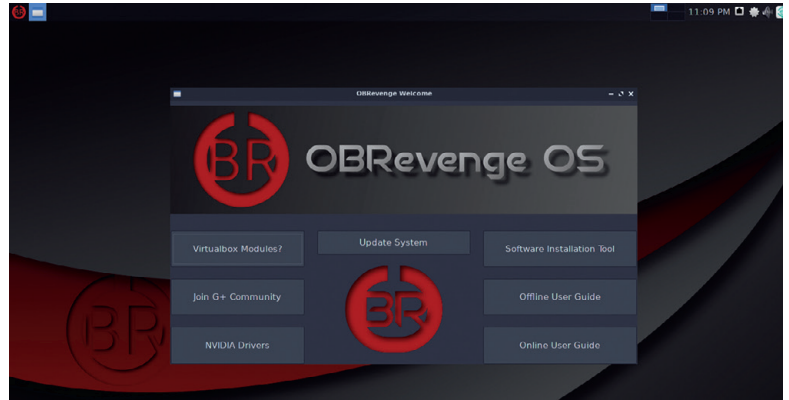 11:09 PM
OBRevenge Welcome
BR OBRevenge OS
Virtualbox Modules?
Update System
Software Installation Tool
Join G+ Community
Offline User Guide
BR
BR
NVIDIA Drivers
Online User Guide